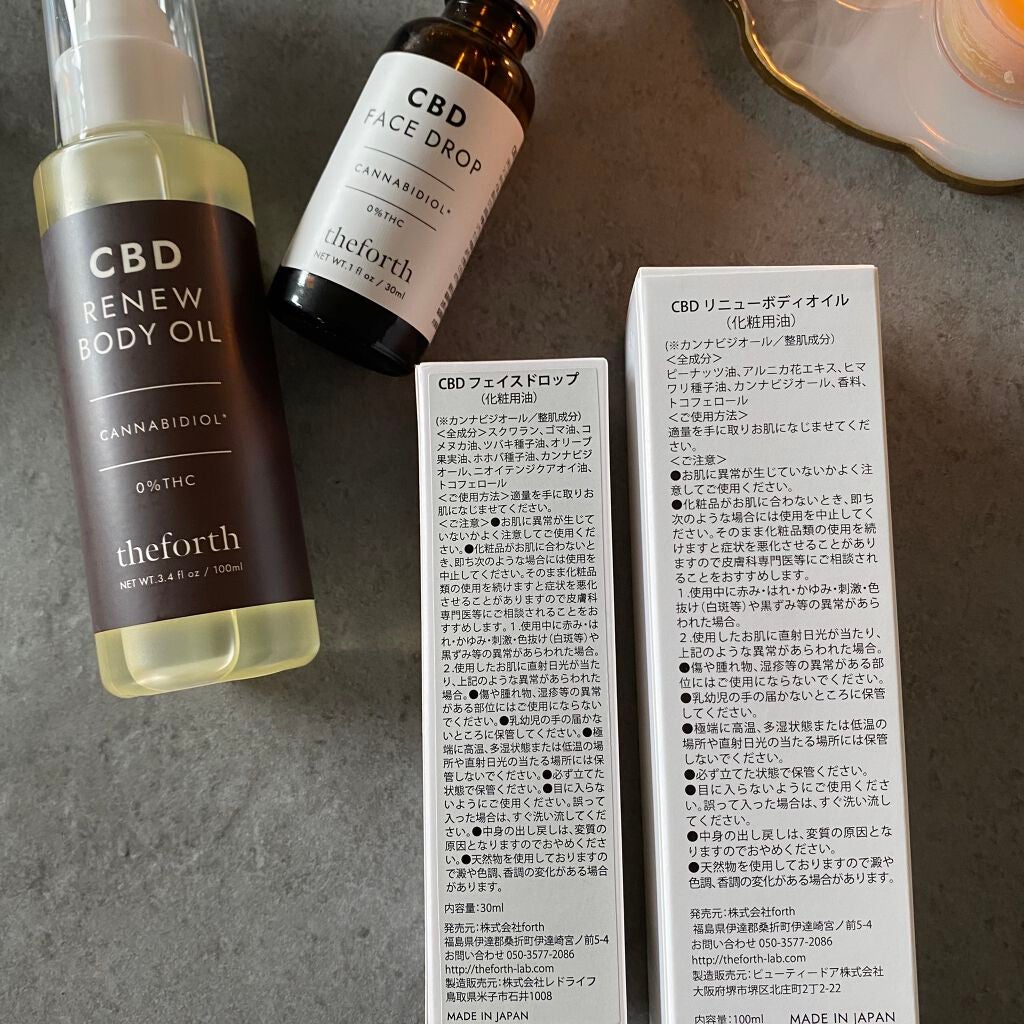 CBD
RENEW
BODY OIL
CANNABIDIOL*
0%THC
theforth
NET WT.3.4 fl oz / 100ml
CBD
FACE DROP
CANNABIDIOL*
0%THC
theforth
NET WT.1 fl oz / 30ml
CBD フェイスドロップ
(化粧用油)
(※カンナビジオール／整肌成分)
＜全成分＞スクワラン、ゴマ油、コ
メヌカ油、ツバキ種子油、オリーブ
果実油、ホホバ種子油、カンナビジ
オール、ニオイテンジクアオイ油、
トコフェロール
＜ご使用方法＞適量を手に取りお
肌になじませてください。
＜ご注意＞●お肌に異常が生じて
いないかよく注意してご使用くださ
い。●化粧品がお肌に合わないと
き、即ち次のような場合には使用を
中止してください。そのまま化粧品
類の使用を続けますと症状を悪化
させることがありますので皮膚科
専門医等にご相談されることをお
すすめします。1.使用中に赤み・は
れ・かゆみ・刺激・色抜け(白斑等)や
黒ずみ等の異常があらわれた場合。
2.使用したお肌に直射日光が当た
り、上記のような異常があらわれた
場合。●傷や腫れ物、湿疹等の異常
がある部位にはご使用にならない
でください。●乳幼児の手の届かな
いところに保管してください。●極
端に高温、多湿状態または低温の場
所や直射日光の当たる場所には保
管しないでください。●必ず立てた
状態で保管ください。●目に入らな
いようにご使用ください。誤って
入った場合は、すぐ洗い流してくださ
い。●中身の出し戻しは、変質の
原因となりますのでおやめくださ
い。●天然物を使用しておりますの
で澱や色調、香調の変化がある場合
があります。
内容量：30ml
発売元：株式会社forth
福島県伊達郡桑折町伊達崎宮ノ前5-4
お問い合わせ 050-3577-2086
http://theforth-lab.com
製造販売元：株式会社レドライフ
鳥取県米子市石井1008
MADE IN JAPAN
CBD リニューボディオイル
(化粧用油)
(※カンナビジオール／整肌成分)
＜全成分＞
ピーナッツ油、アルニカ花エキス、ヒマ
ワリ種子油、カンナビジオール、香料、
トコフェロール
＜ご使用方法＞
適量を手に取りお肌になじませてくだ
さい。
＜ご注意＞
●お肌に異常が生じていないかよく注
意してご使用ください。
●化粧品がお肌に合わないとき、即ち
次のような場合には使用を中止してく
ださい。そのまま化粧品類の使用を続
けますと症状を悪化させることがあり
ますので皮膚科専門医等にご相談され
ることをおすすめします。
1.使用中に赤み・はれ・かゆみ・刺激・色
抜け(白斑等)や黒ずみ等の異常があら
われた場合。
2.使用したお肌に直射日光が当たり、
上記のような異常があらわれた場合。
●傷や腫れ物、湿疹等の異常がある部
位にはご使用にならないでください。
●乳幼児の手の届かないところに保管
してください。
●極端に高温、多湿状態または低温の
場所や直射日光の当たる場所には保管
しないでください。
●必ず立てた状態で保管ください。
●目に入らないようにご使用くださ
い。誤って入った場合は、すぐ洗い流し
てください。
●中身の出し戻しは、変質の原因とな
りますのでおやめください。
●天然物を使用しておりますので澱や
色調、香調の変化がある場合があります。
発売元：株式会社forth
福島県伊達郡桑折町伊達崎宮ノ前5-4
お問い合わせ 050-3577-2086
http://theforth-lab.com
製造販売元：ビューティードア株式会社
大阪府堺市堺区北庄町2丁2-22
内容量：100ml MADE IN JAPAN